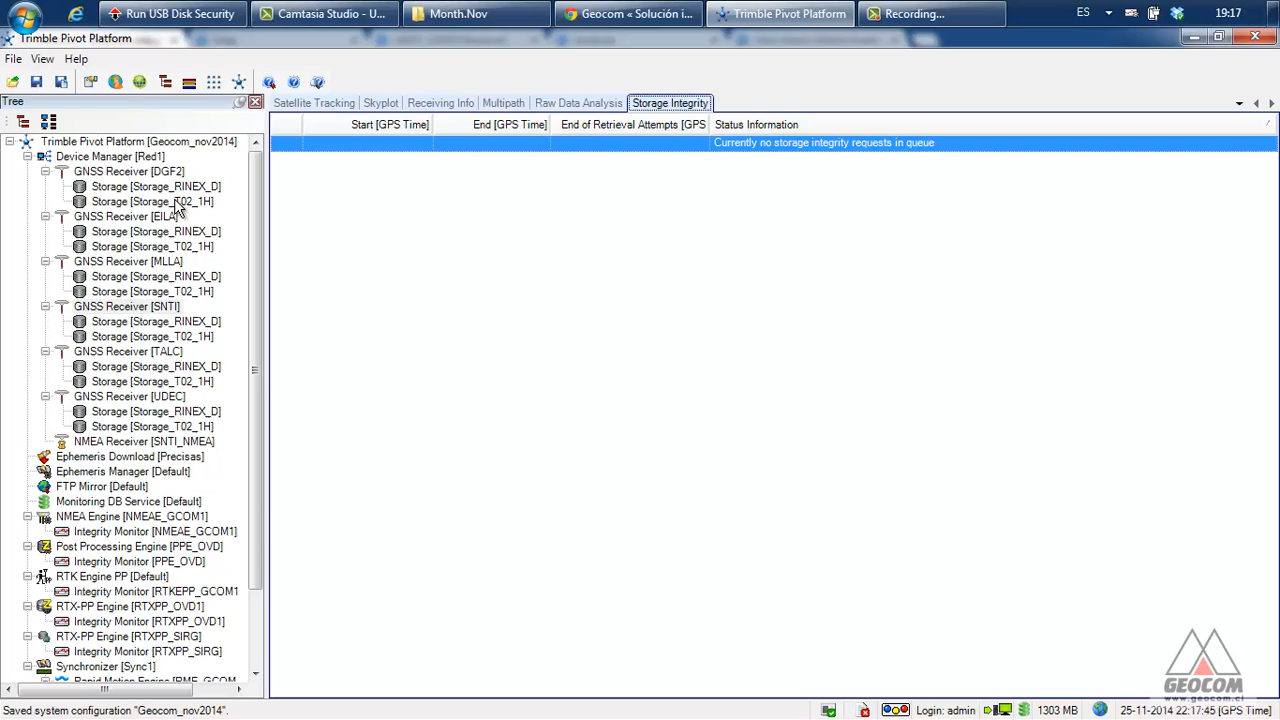 Run USB Disk Security
Camtasia Studio - U...
Month.Nov
Geocom « Solución i...
Trimble Pivot Platform
Recording...
ES
19:17
Trimble Pivot Platform
File View Help
Tree
Satellite Tracking
Skyplot
Receiving Info
Multipath
Raw Data Analysis
Storage Integrity
Start [GPS Time]
End [GPS Time]
End of Retrieval Attempts [GPS
Status Information
Currently no storage integrity requests in queue
Trimble Pivot Platform [Geocom_nov2014]
Device Manager [Red1]
GNSS Receiver [DGF2]
Storage [Storage_RINEX_D]
Storage [Storage_T02_1H]
GNSS Receiver [EILA]
Storage [Storage_RINEX_D]
Storage [Storage_T02_1H]
GNSS Receiver [MLLA]
Storage [Storage_RINEX_D]
Storage [Storage_T02_1H]
GNSS Receiver [SNTI]
Storage [Storage_RINEX_D]
Storage [Storage_T02_1H]
GNSS Receiver [TALC]
Storage [Storage_RINEX_D]
Storage [Storage_T02_1H]
GNSS Receiver [UDEC]
Storage [Storage_RINEX_D]
Storage [Storage_T02_1H]
NMEA Receiver [SNTI_NMEA]
Ephemeris Download [Precisas]
Ephemeris Manager [Default]
FTP Mirror [Default]
Monitoring DB Service [Default]
NMEA Engine [NMEAE_GCOM1]
Integrity Monitor [NMEAE_GCOM1]
Post Processing Engine [PPE_OVD]
Integrity Monitor [PPE_OVD]
RTK Engine PP [Default]
Integrity Monitor [RTKEPP_GCOM1
RTX-PP Engine [RTXPP_OVD1]
Integrity Monitor [RTXPP_OVD1]
RTX-PP Engine [RTXPP_SIRG]
Integrity Monitor [RTXPP_SIRG]
Synchronizer [Sync1]
Rapid Motion Engine [RME_GCOM
GEOCOM
www.geocom.cl
Saved system configuration "Geocom_nov2014".
Login: admin
1303 MB
25-11-2014 22:17:45 [GPS Time]